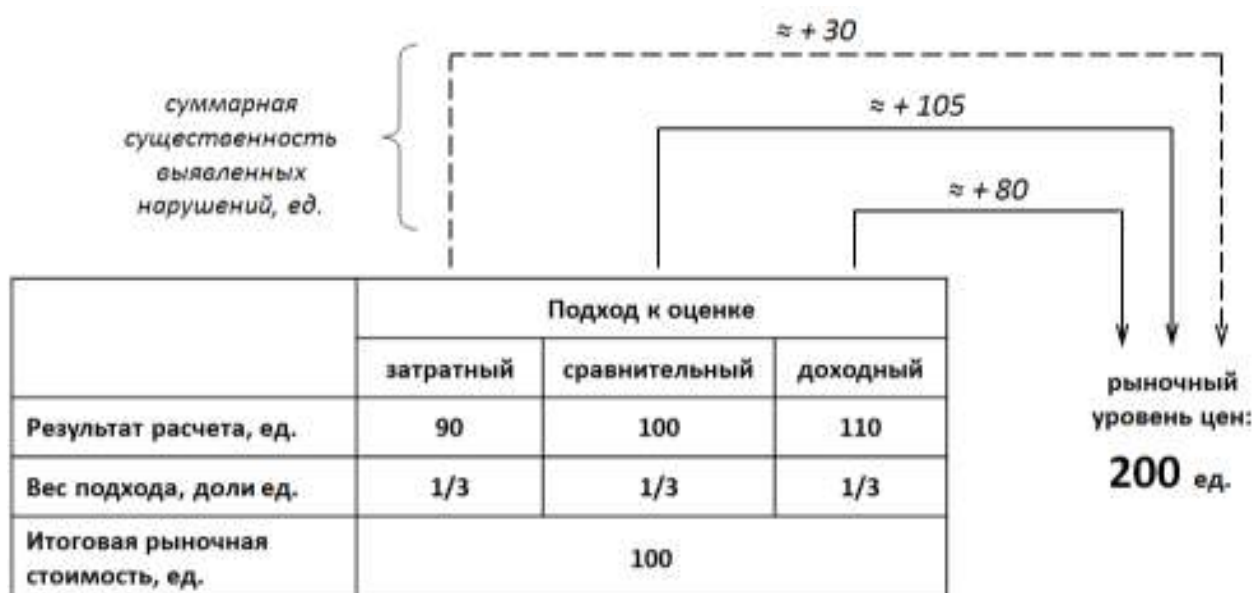 ≈ + 30
≈ + 105
≈ + 80
суммарная
существенность
выявленных
нарушений, ед.
Подход к оценке
затратный сравнительный доходный
Результат расчета, ед. 90 100 110
Вес подхода, доли ед. 1/3 1/3 1/3
Итоговая рыночная
стоимость, ед.
100
рыночный
уровень цен:
200 ед.